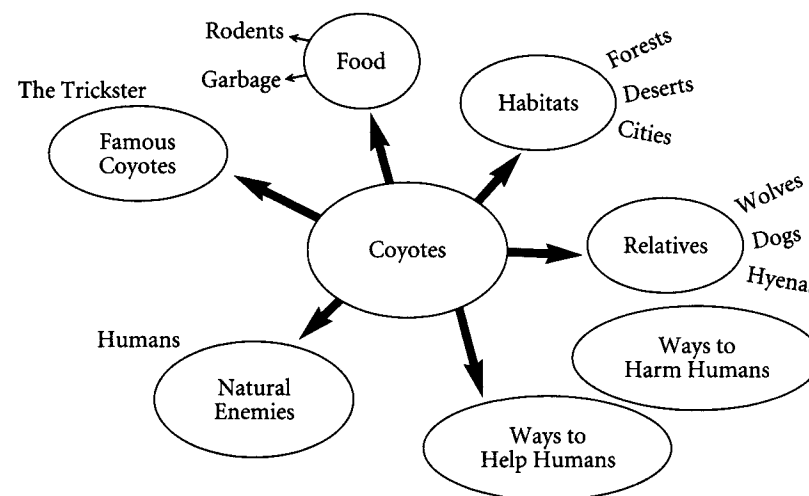 Rodents
Garbage
Food
Forests
Deserts
Cities
Habitats
The Trickster
Famous
Coyotes
Coyotes
Relatives
Wolves
Dogs
Hyena
Humans
Natural
Enemies
Ways to
Harm Humans
Ways to
Help Humans